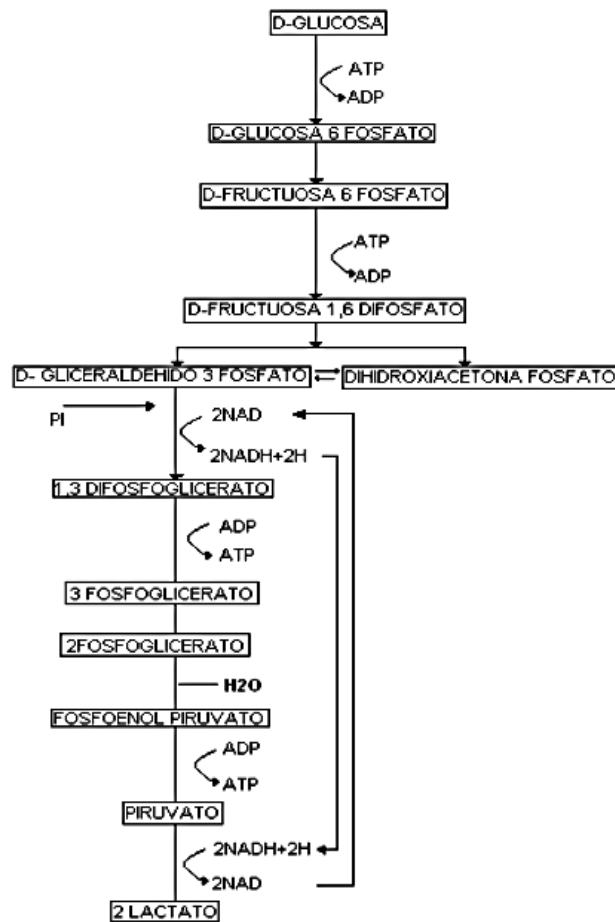 D-GLUCOSA
ATP
ADP
D-GLUCOSA 6 FOSFATO
D-FRUCTUOSA 6 FOSFATO
ATP
ADP
D-FRUCTUOSA 1,6 DIFOSFATO
D- GLICERALDEHIDO 3 FOSFATO
DIHIDROXIACETONA FOSFATO
PI
2NAD
2NADH+2H
1,3 DIFOSFOGLICERATO
ADP
ATP
3 FOSFOGLICERATO
2FOSFOGLICERATO
H2O
FOSFOENOL PIRUVATO
ADP
ATP
PIRUVATO
2NADH+2H
2NAD
2 LACTATO